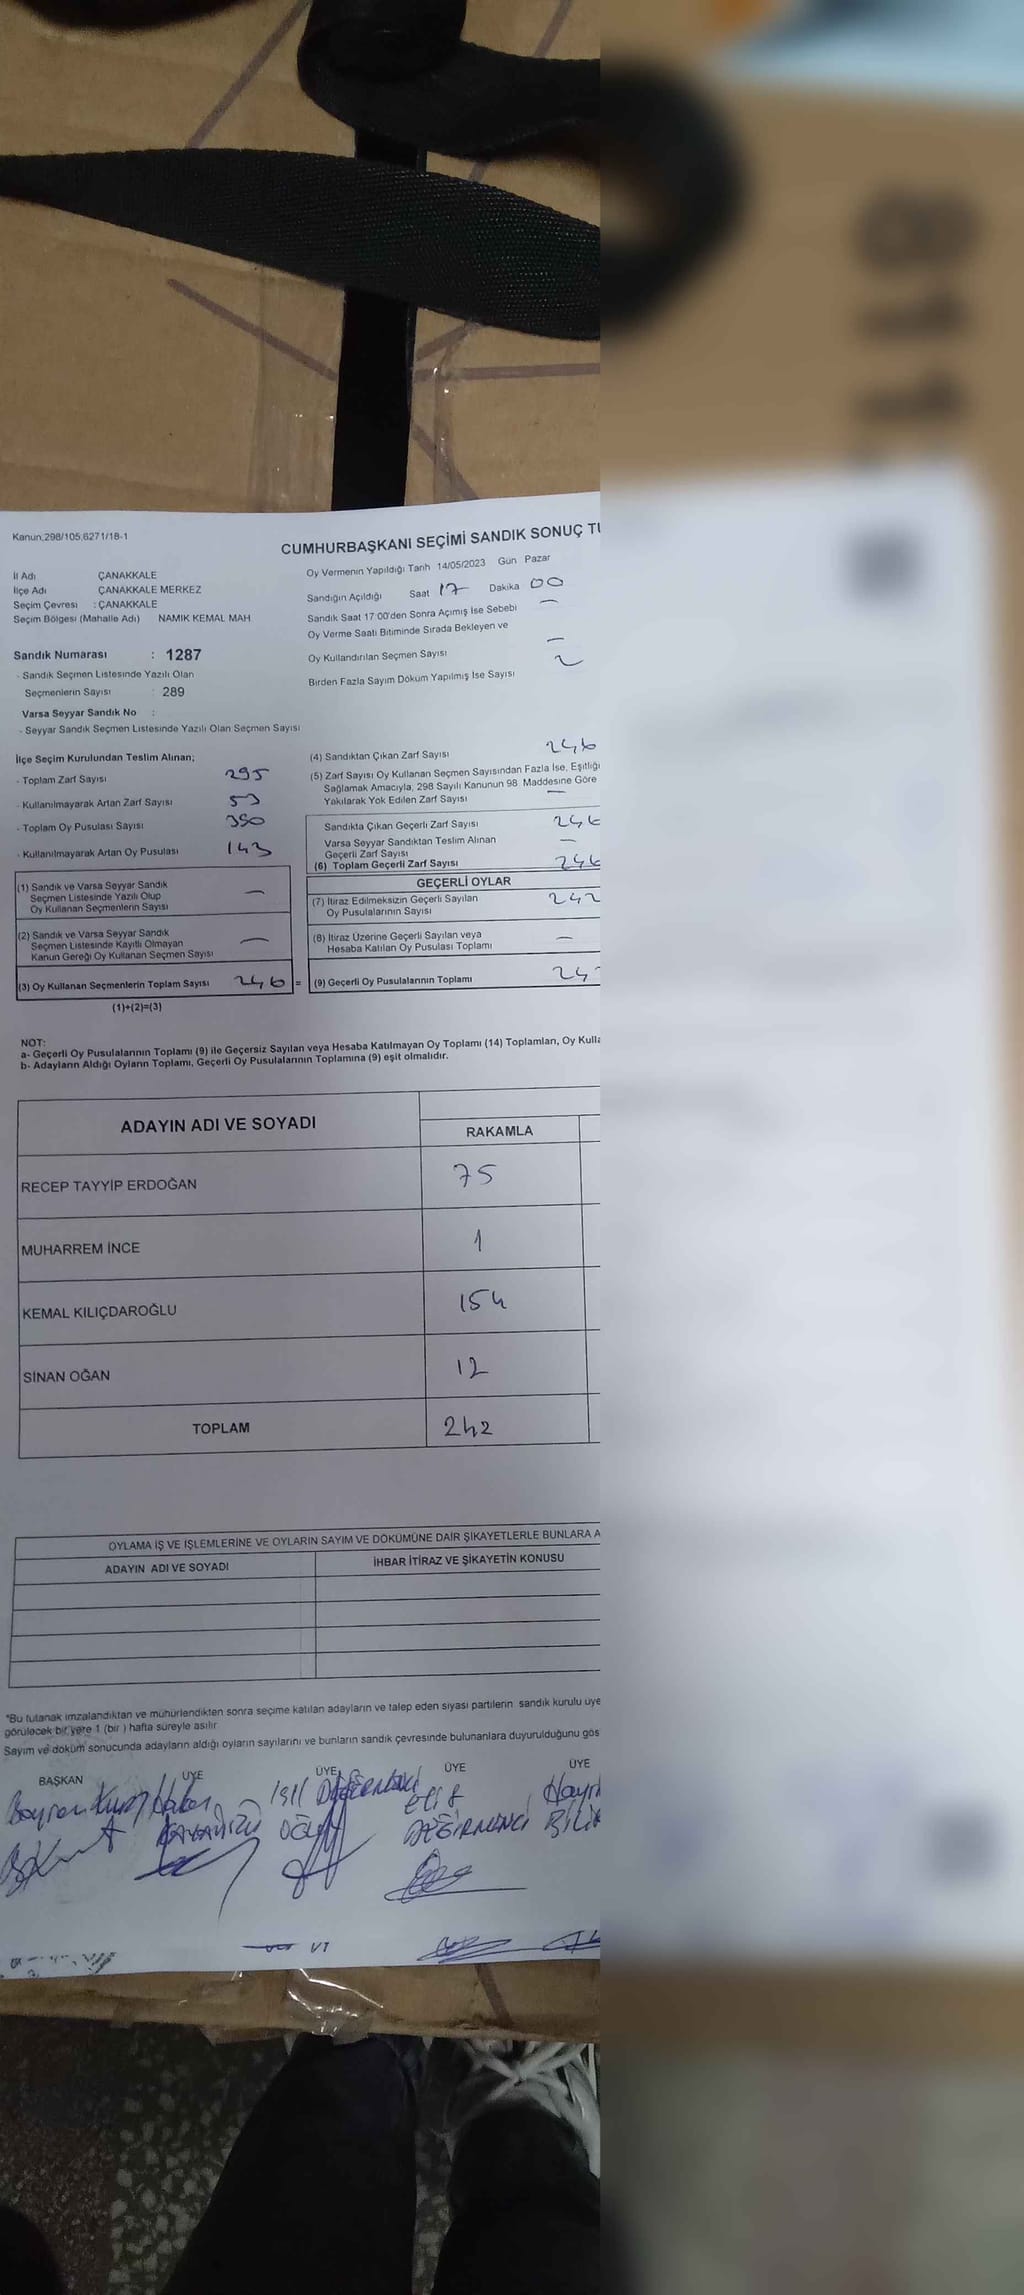 Kanun;298/105,6271/18-1
CUMHURBAŞKANI SEÇİMİ SANDIK SONUÇ TU
İl Adı ÇANAKKALE
İlçe Adı ÇANAKKALE MERKEZ
Seçim Çevresi : ÇANAKKALE
Seçim Bölgesi (Mahalle Adı) NAMIK KEMAL MAH
Oy Vermenin Yapıldığı Tarih 14/05/2023 Gün Pazar
Sandığın Açıldığı Saat 17 Dakika 00
Sandık Saat 17:00'den Sonra Açımış İse Sebebi —
Oy Verme Saati Bitiminde Sırada Bekleyen ve
Oy Kullandırılan Seçmen Sayısı —
Birden Fazla Sayım Döküm Yapılmış İse Sayısı 2
Sandık Numarası : 1287
- Sandık Seçmen Listesinde Yazılı Olan
Seçmenlerin Sayısı : 289
Varsa Seyyar Sandık No :
- Seyyar Sandık Seçmen Listesinde Yazılı Olan Seçmen Sayısı
İlçe Seçim Kurulundan Teslim Alınan;
- Toplam Zarf Sayısı 295
- Kullanılmayarak Artan Zarf Sayısı 53
- Toplam Oy Pusulası Sayısı 350
- Kullanılmayarak Artan Oy Pusulası 143
(1) Sandık ve Varsa Seyyar Sandık
Seçmen Listesinde Yazılı Olup
Oy Kullanan Seçmenlerin Sayısı —
(2) Sandık ve Varsa Seyyar Sandık
Seçmen Listesinde Kayıtlı Olmayan
Kanun Gereği Oy Kullanan Seçmen Sayısı —
(3) Oy Kullanan Seçmenlerin Toplam Sayısı 246 =
(1)+(2)=(3)
(4) Sandıktan Çıkan Zarf Sayısı 246
(5) Zarf Sayısı Oy Kullanan Seçmen Sayısından Fazla İse, Eşitliği
Sağlamak Amacıyla, 298 Sayılı Kanunun 98. Maddesine Göre
Yakılarak Yok Edilen Zarf Sayısı —
Sandıkta Çıkan Geçerli Zarf Sayısı 246
Varsa Seyyar Sandıktan Teslim Alınan
Geçerli Zarf Sayısı —
(6) Toplam Geçerli Zarf Sayısı 246
GEÇERLİ OYLAR
(7) İtiraz Edilmeksizin Geçerli Sayılan
Oy Pusulalarının Sayısı 242
(8) İtiraz Üzerine Geçerli Sayılan veya
Hesaba Katılan Oy Pusulası Toplamı —
(9) Geçerli Oy Pusulalarının Toplamı 242
NOT:
a- Geçerli Oy Pusulalarının Toplamı (9) ile Geçersiz Sayılan veya Hesaba Katılmayan Oy Toplamı (14) Toplamları, Oy Kulla
b- Adayların Aldığı Oyların Toplamı, Geçerli Oy Pusulalarının Toplamına (9) eşit olmalıdır.
ADAYIN ADI VE SOYADI
RAKAMLA
RECEP TAYYİP ERDOĞAN 75
MUHARREM İNCE 1
KEMAL KILIÇDAROĞLU 154
SİNAN OĞAN 12
TOPLAM 242
OYLAMA İŞ VE İŞLEMLERİNE VE OYLARIN SAYIM VE DÖKÜMÜNE DAİR ŞİKAYETLERLE BUNLARA A
ADAYIN ADI VE SOYADI İHBAR İTİRAZ VE ŞİKAYETİN KONUSU
*Bu tutanak imzalandıktan ve mühürlendikten sonra seçime katılan adayların ve talep eden siyasi partilerin sandık kurulu üye
görülecek bir yere 1 (bir ) hafta süreyle asılır.
Sayım ve döküm sonucunda adayların aldığı oyların sayılarını ve bunların sandık çevresinde bulunanlara duyurulduğunu gös
BAŞKAN ÜYE ÜYE ÜYE ÜYE
Hakan Işıl DEĞİRMENCİ Elif
DEĞİRMENCİ